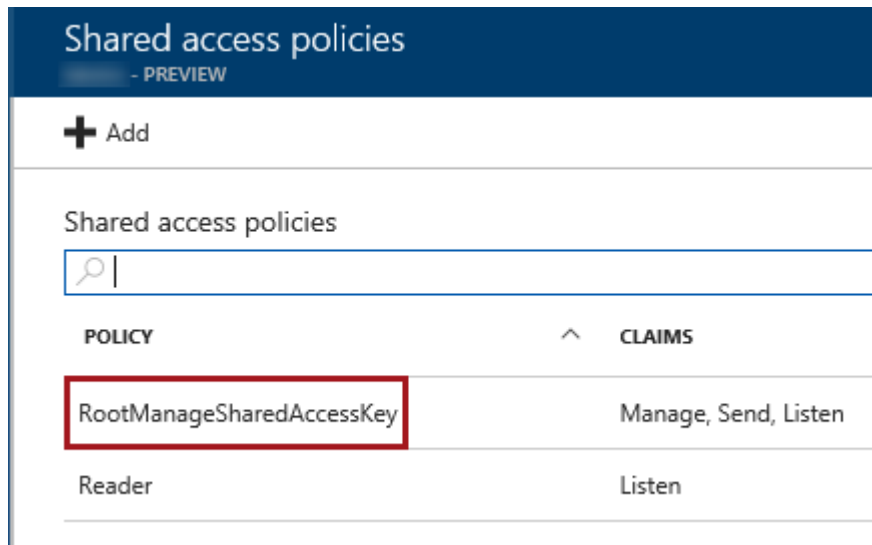 Shared access policies
- PREVIEW
Add
Shared access policies
POLICY CLAIMS
RootManageSharedAccessKey Manage, Send, Listen
Reader Listen